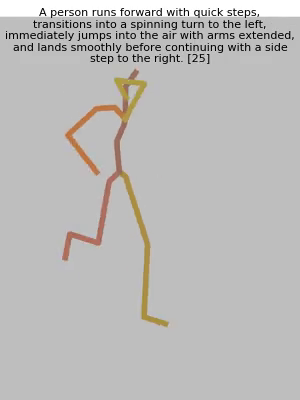 A person runs forward with quick steps,
transitions into a spinning turn to the left,
immediately jumps into the air with arms extended,
and lands smoothly before continuing with a side
step to the right. [25]